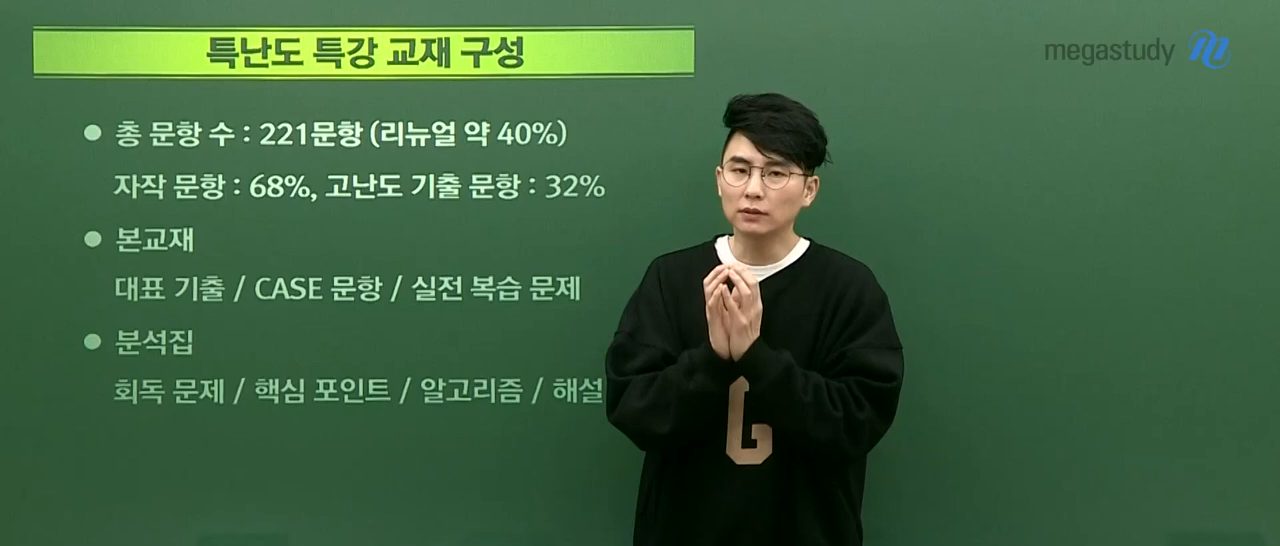 특난도 특강 교재 구성
megastudy
총 문항 수 : 221문항 (리뉴얼 약 40%)
자작 문항 : 68%, 고난도 기출 문항 : 32%
본교재
대표 기출 / CASE 문항 / 실전 복습 문제
분석집
회독 문제 / 핵심 포인트 / 알고리즘 / 해설
G